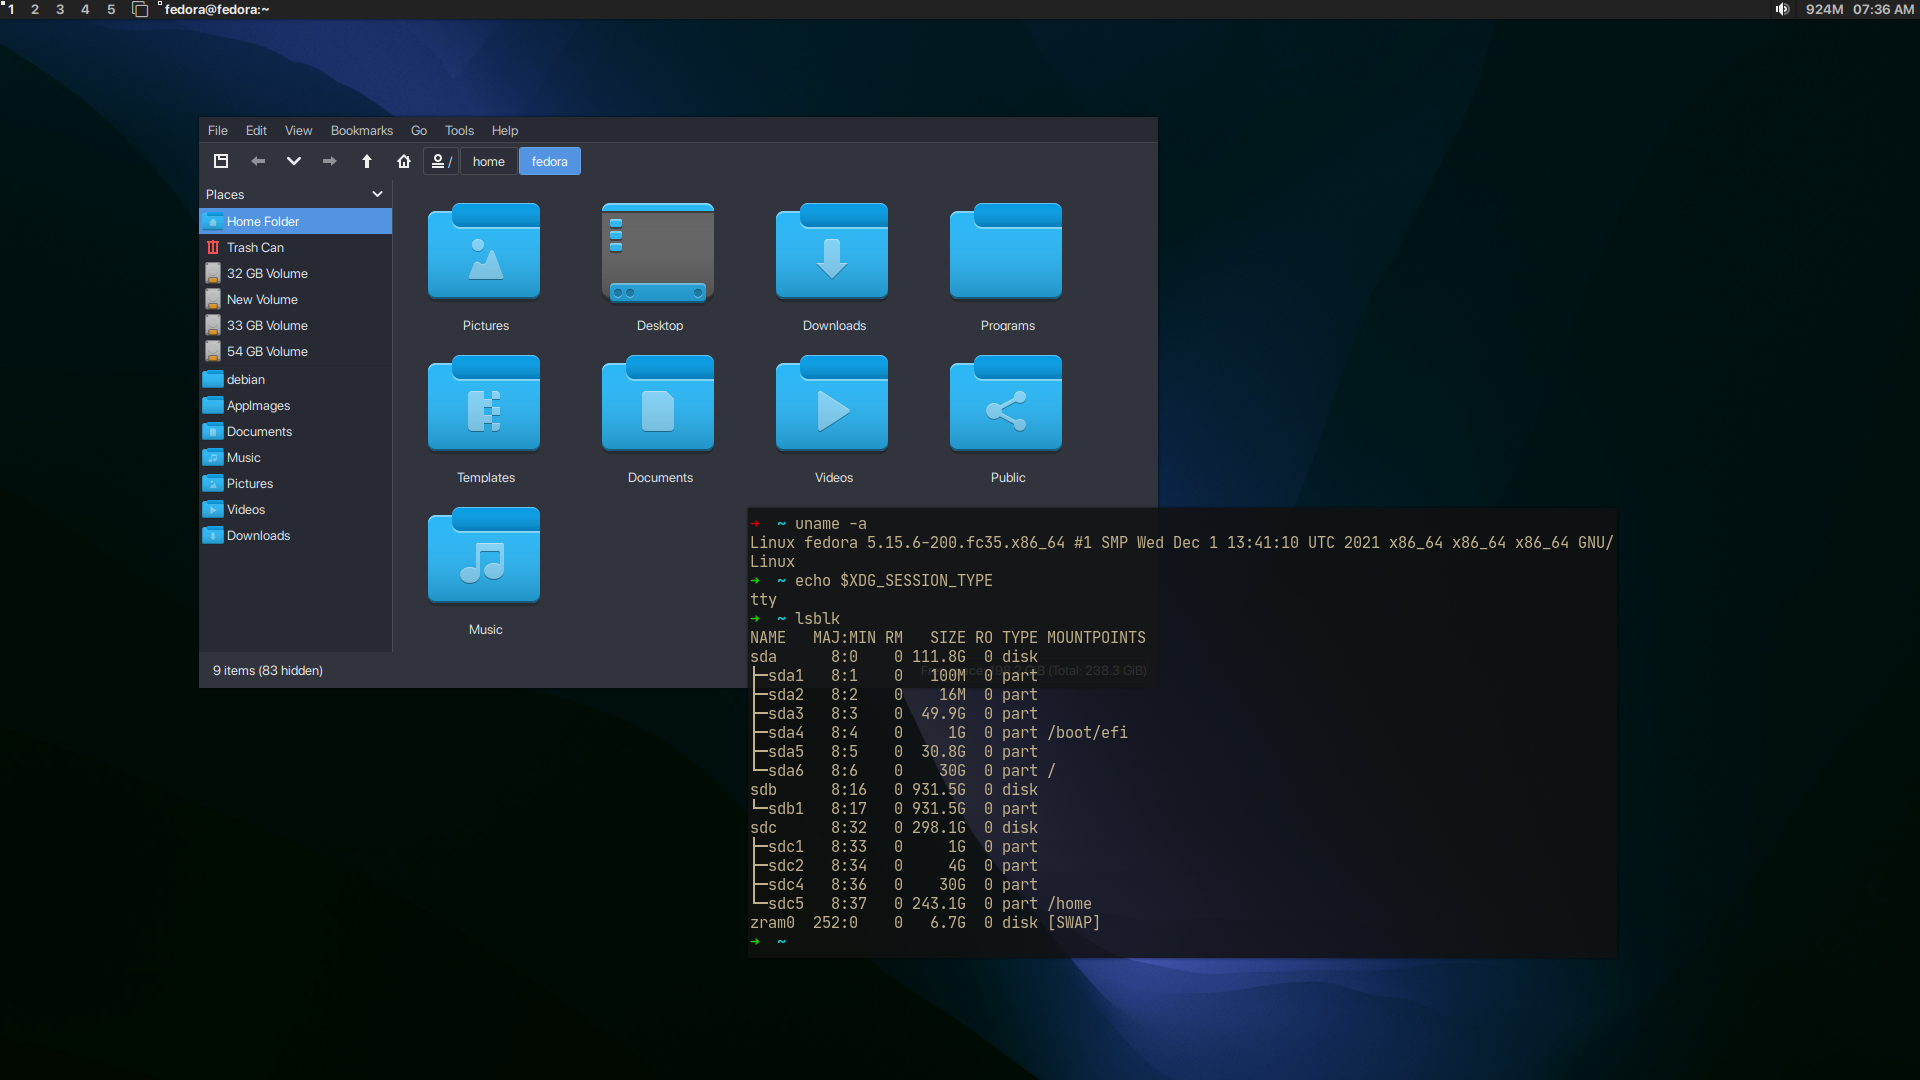 1 2 3 4 5 fedora@fedora:~ 924M 07:36 AM
File Edit View Bookmarks Go Tools Help
/ home fedora
Places
Home Folder
Trash Can
32 GB Volume
New Volume
33 GB Volume
54 GB Volume
debian
AppImages
Documents
Music
Pictures
Videos
Downloads
Pictures Desktop Downloads Programs
Templates Documents Videos Public
Music
9 items (83 hidden)
(Total: 238.3 GiB)
➜ ~ uname -a
Linux fedora 5.15.6-200.fc35.x86_64 #1 SMP Wed Dec 1 13:41:10 UTC 2021 x86_64 x86_64 x86_64 GNU/
Linux
➜ ~ echo $XDG_SESSION_TYPE
tty
➜ ~ lsblk
NAME   MAJ:MIN RM   SIZE RO TYPE MOUNTPOINTS
sda      8:0    0 111.8G  0 disk
├─sda1   8:1    0   100M  0 part
├─sda2   8:2    0    16M  0 part
├─sda3   8:3    0  49.9G  0 part
├─sda4   8:4    0     1G  0 part /boot/efi
├─sda5   8:5    0  30.8G  0 part
└─sda6   8:6    0    30G  0 part /
sdb      8:16   0 931.5G  0 disk
└─sdb1   8:17   0 931.5G  0 part
sdc      8:32   0 298.1G  0 disk
├─sdc1   8:33   0     1G  0 part
├─sdc2   8:34   0     4G  0 part
├─sdc4   8:36   0    30G  0 part
└─sdc5   8:37   0 243.1G  0 part /home
zram0  252:0    0   6.7G  0 disk [SWAP]
➜ ~